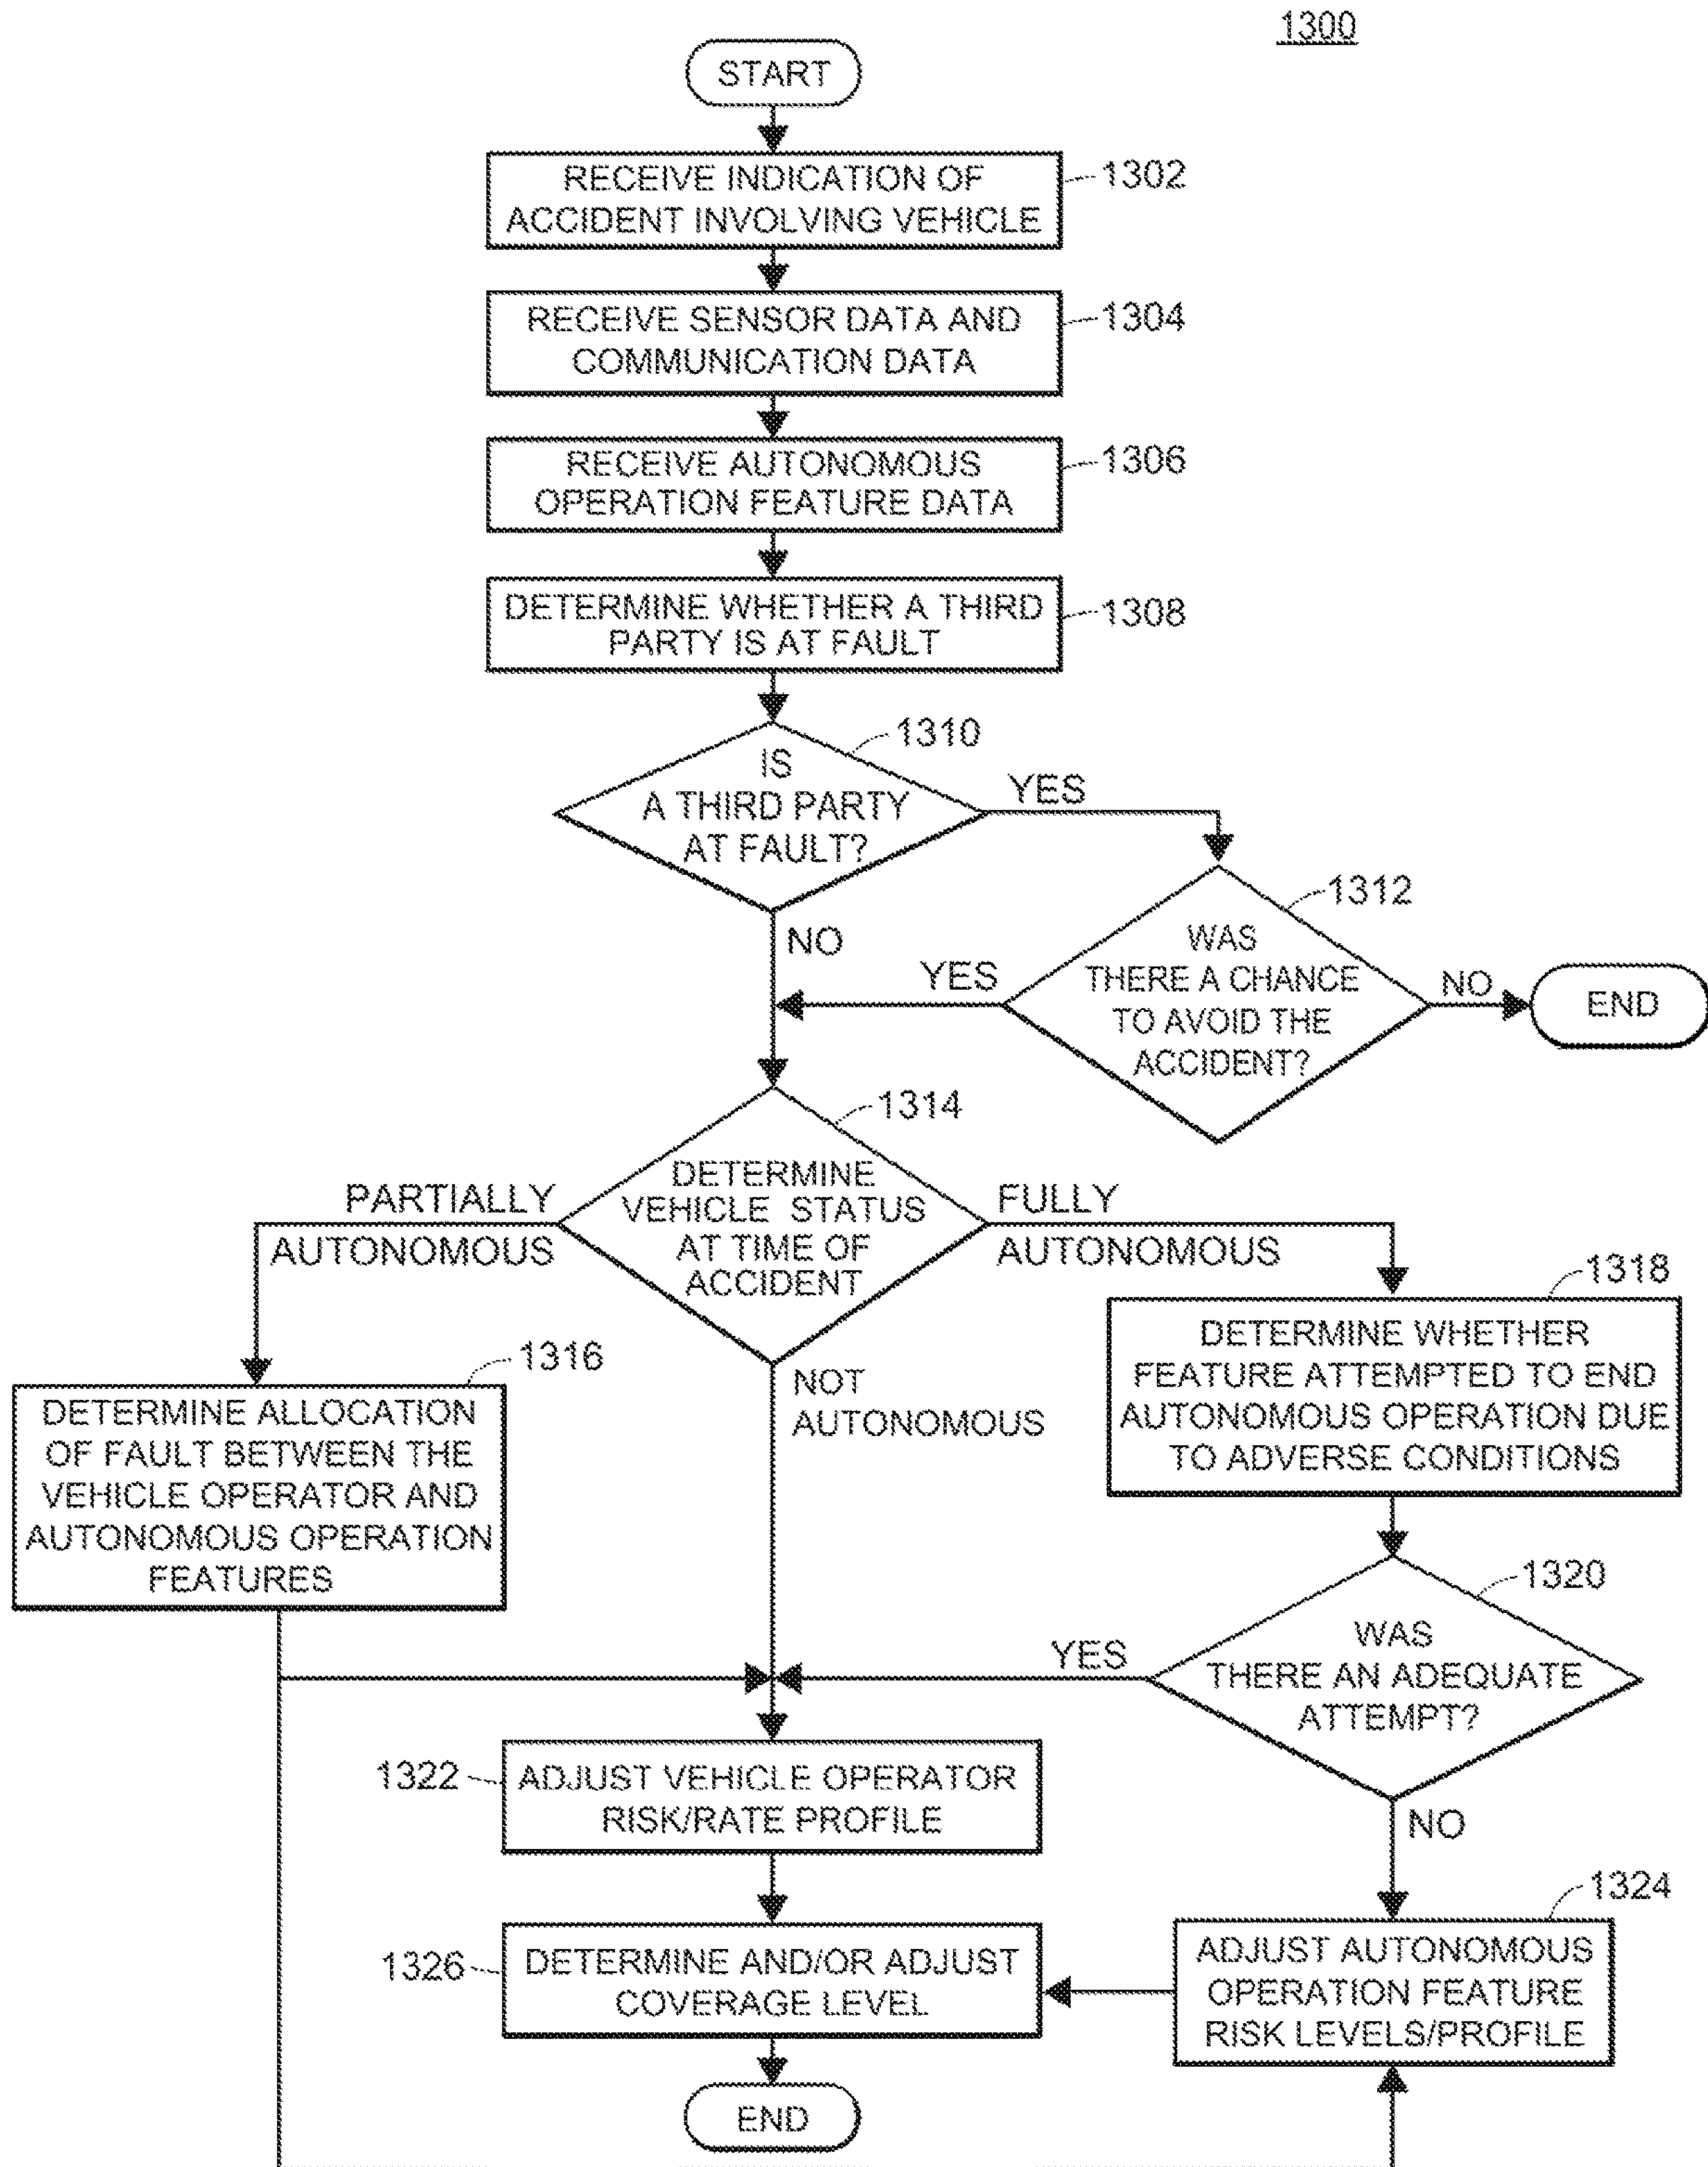 1300
START
RECEIVE INDICATION OF
ACCIDENT INVOLVING VEHICLE
1302
RECEIVE SENSOR DATA AND
COMMUNICATION DATA
1304
RECEIVE AUTONOMOUS
OPERATION FEATURE DATA
1306
DETERMINE WHETHER A THIRD
PARTY IS AT FAULT
1308
1310
IS
A THIRD PARTY
AT FAULT?
YES
NO
1312
WAS
THERE A CHANCE
TO AVOID THE
ACCIDENT?
YES
NO
END
1314
DETERMINE
VEHICLE STATUS
AT TIME OF
ACCIDENT
PARTIALLY
AUTONOMOUS
FULLY
AUTONOMOUS
NOT
AUTONOMOUS
1316
DETERMINE ALLOCATION
OF FAULT BETWEEN THE
VEHICLE OPERATOR AND
AUTONOMOUS OPERATION
FEATURES
1318
DETERMINE WHETHER
FEATURE ATTEMPTED TO END
AUTONOMOUS OPERATION DUE
TO ADVERSE CONDITIONS
1320
WAS
THERE AN ADEQUATE
ATTEMPT?
YES
NO
1322
ADJUST VEHICLE OPERATOR
RISK/RATE PROFILE
1324
ADJUST AUTONOMOUS
OPERATION FEATURE
RISK LEVELS/PROFILE
1326
DETERMINE AND/OR ADJUST
COVERAGE LEVEL
END